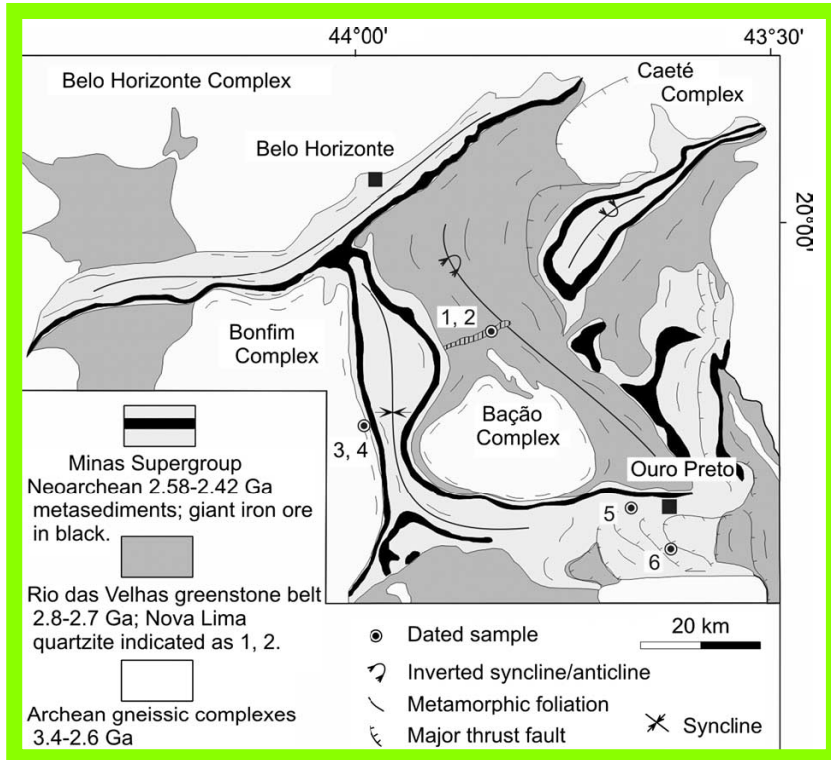 44°00'
43°30'
Belo Horizonte Complex
Caeté
Complex
Belo Horizonte
20°00'
1, 2
Bonfim
Complex
Bação
Complex
3, 4
Ouro Preto
5
6
Minas Supergroup
Neoarchean 2.58-2.42 Ga
metasediments; giant iron ore
in black.
Rio das Velhas greenstone belt
2.8-2.7 Ga; Nova Lima
quartzite indicated as 1, 2.
Archean gneissic complexes
3.4-2.6 Ga
20 km
Dated sample
Inverted syncline/anticline
Metamorphic foliation
Major thrust fault
Syncline